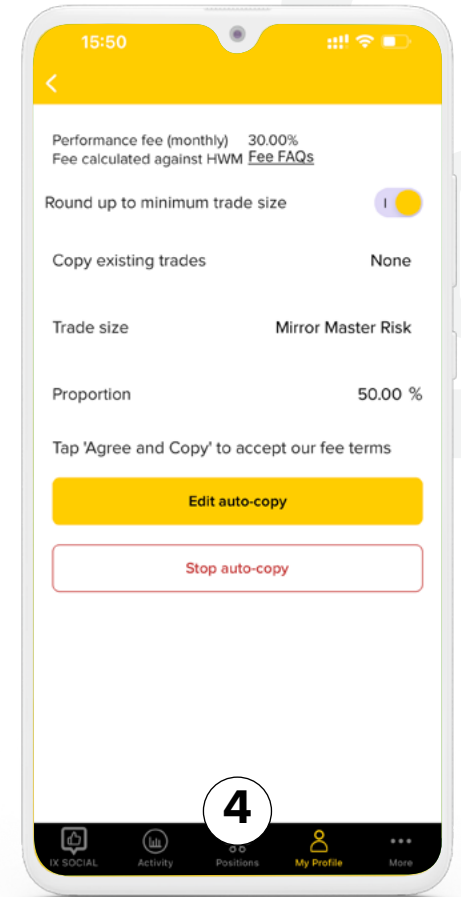 15:50
Performance fee (monthly) 30.00%
Fee calculated against HWM Fee FAQs
Round up to minimum trade size
Copy existing trades None
Trade size Mirror Master Risk
Proportion 50.00 %
Tap 'Agree and Copy' to accept our fee terms
Edit auto-copy
Stop auto-copy
4
IX SOCIAL Activity Positions My Profile More